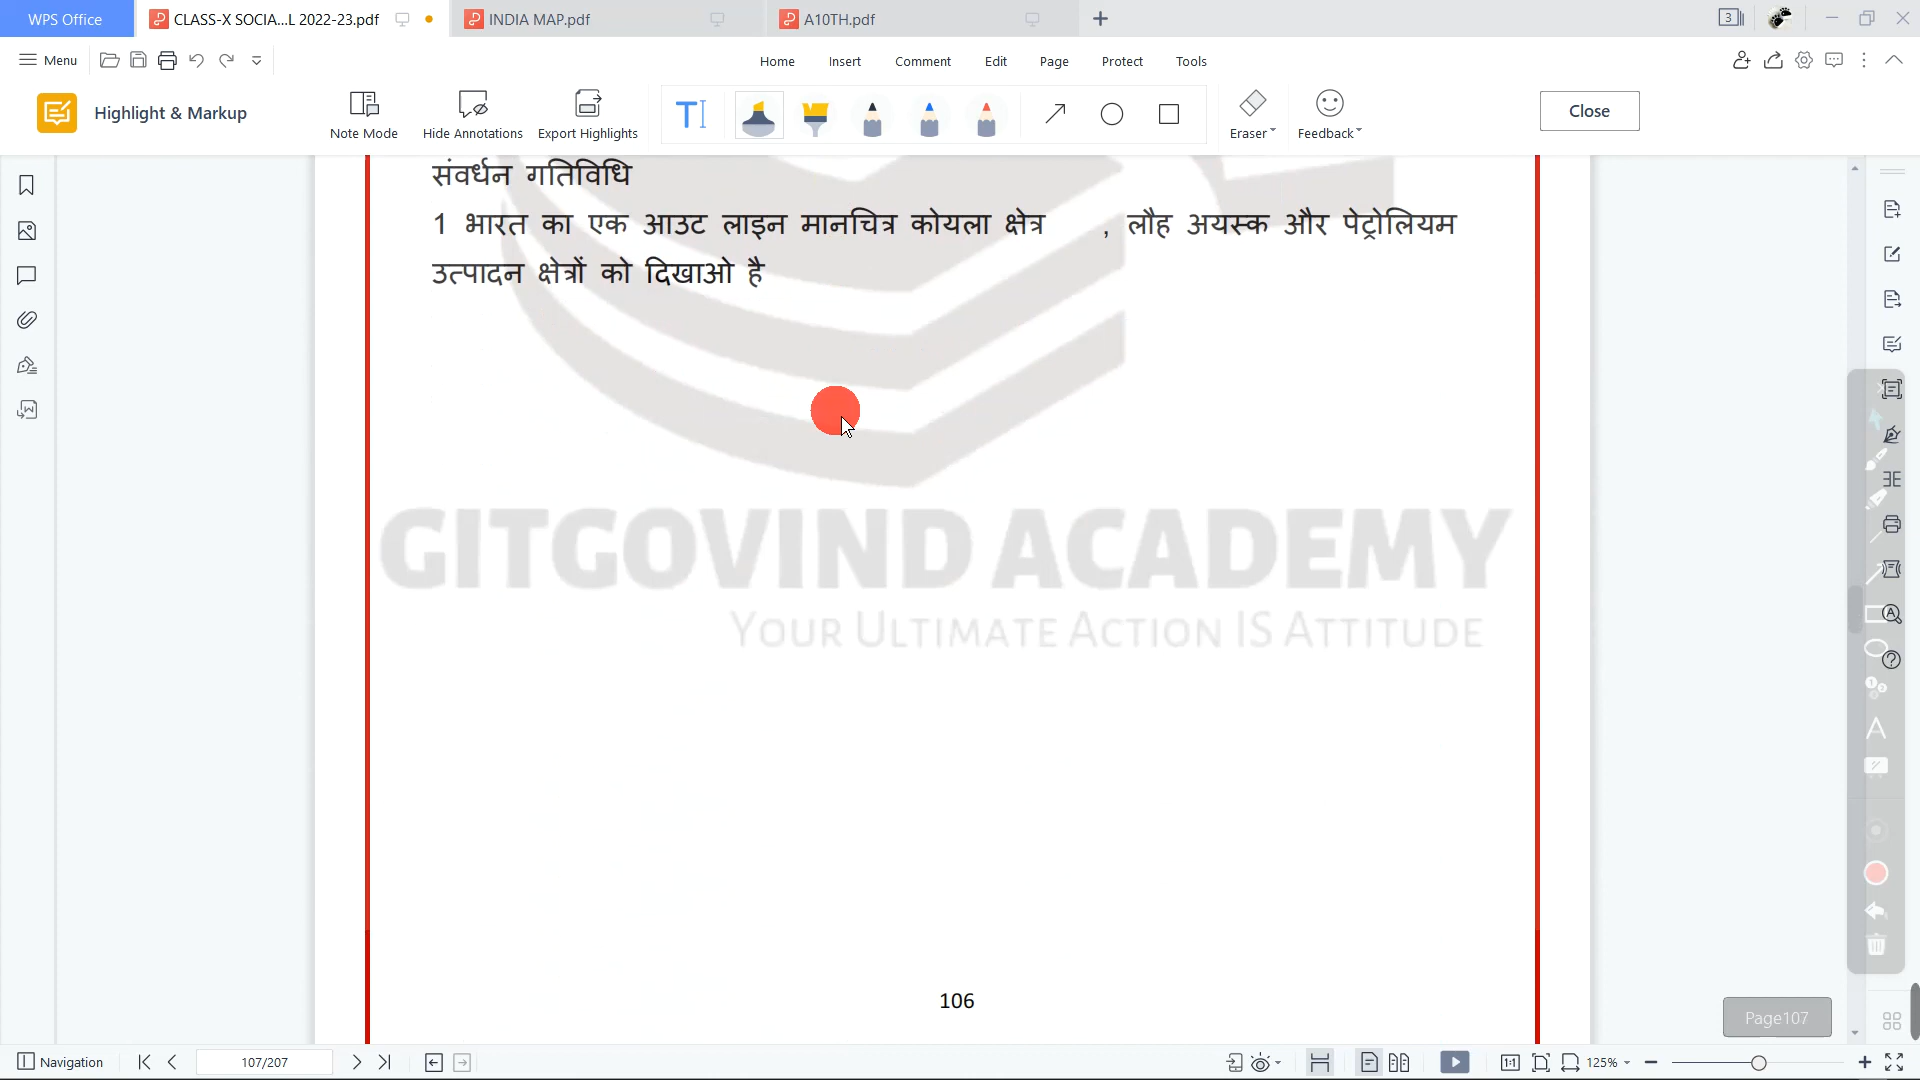 WPS Office
CLASS-X SOCIA...L 2022-23.pdf
INDIA MAP.pdf
A10TH.pdf
3
Menu
Home
Insert
Comment
Edit
Page
Protect
Tools
Highlight & Markup
Note Mode
Hide Annotations
Export Highlights
Eraser
Feedback
Close
संवर्धन गतिविधि
1 भारत का एक आउट लाइन मानचित्र कोयला क्षेत्र , लौह अयस्क और पेट्रोलियम
उत्पादन क्षेत्रों को दिखाओ है
GITGOVIND ACADEMY
YOUR ULTIMATE ACTION IS ATTITUDE
106
Page107
Navigation
107/207
125%